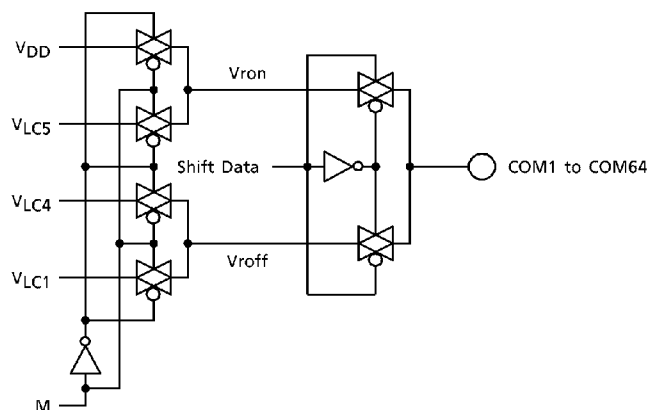 VDD
Vron
VLC5
Shift Data
COM1 to COM64
VLC4
Vroff
VLC1
M